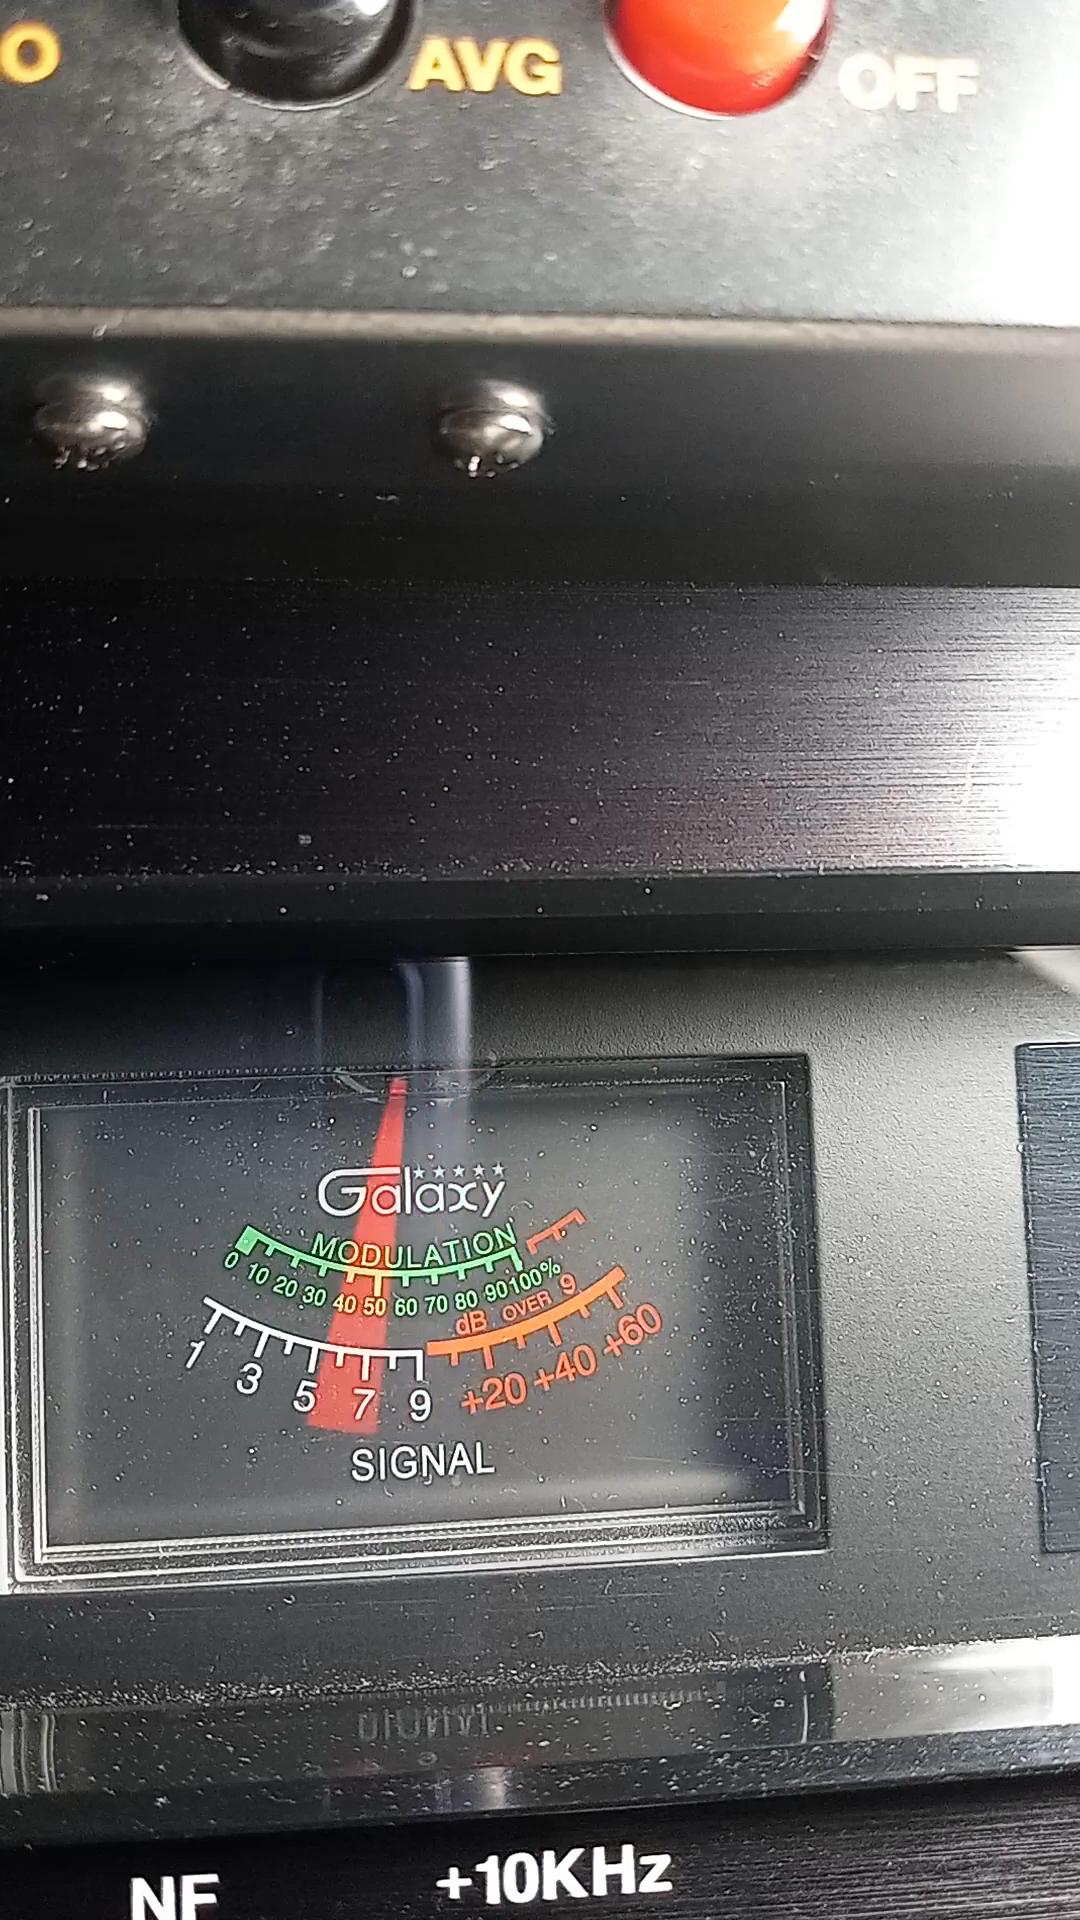 O AVG OFF
Galaxy
MODULATION
0 10 20 30 40 50 60 70 80 90 100%
dB OVER 9
1 3 5 7 9 +20 +40 +60
SIGNAL
NF +10KHz